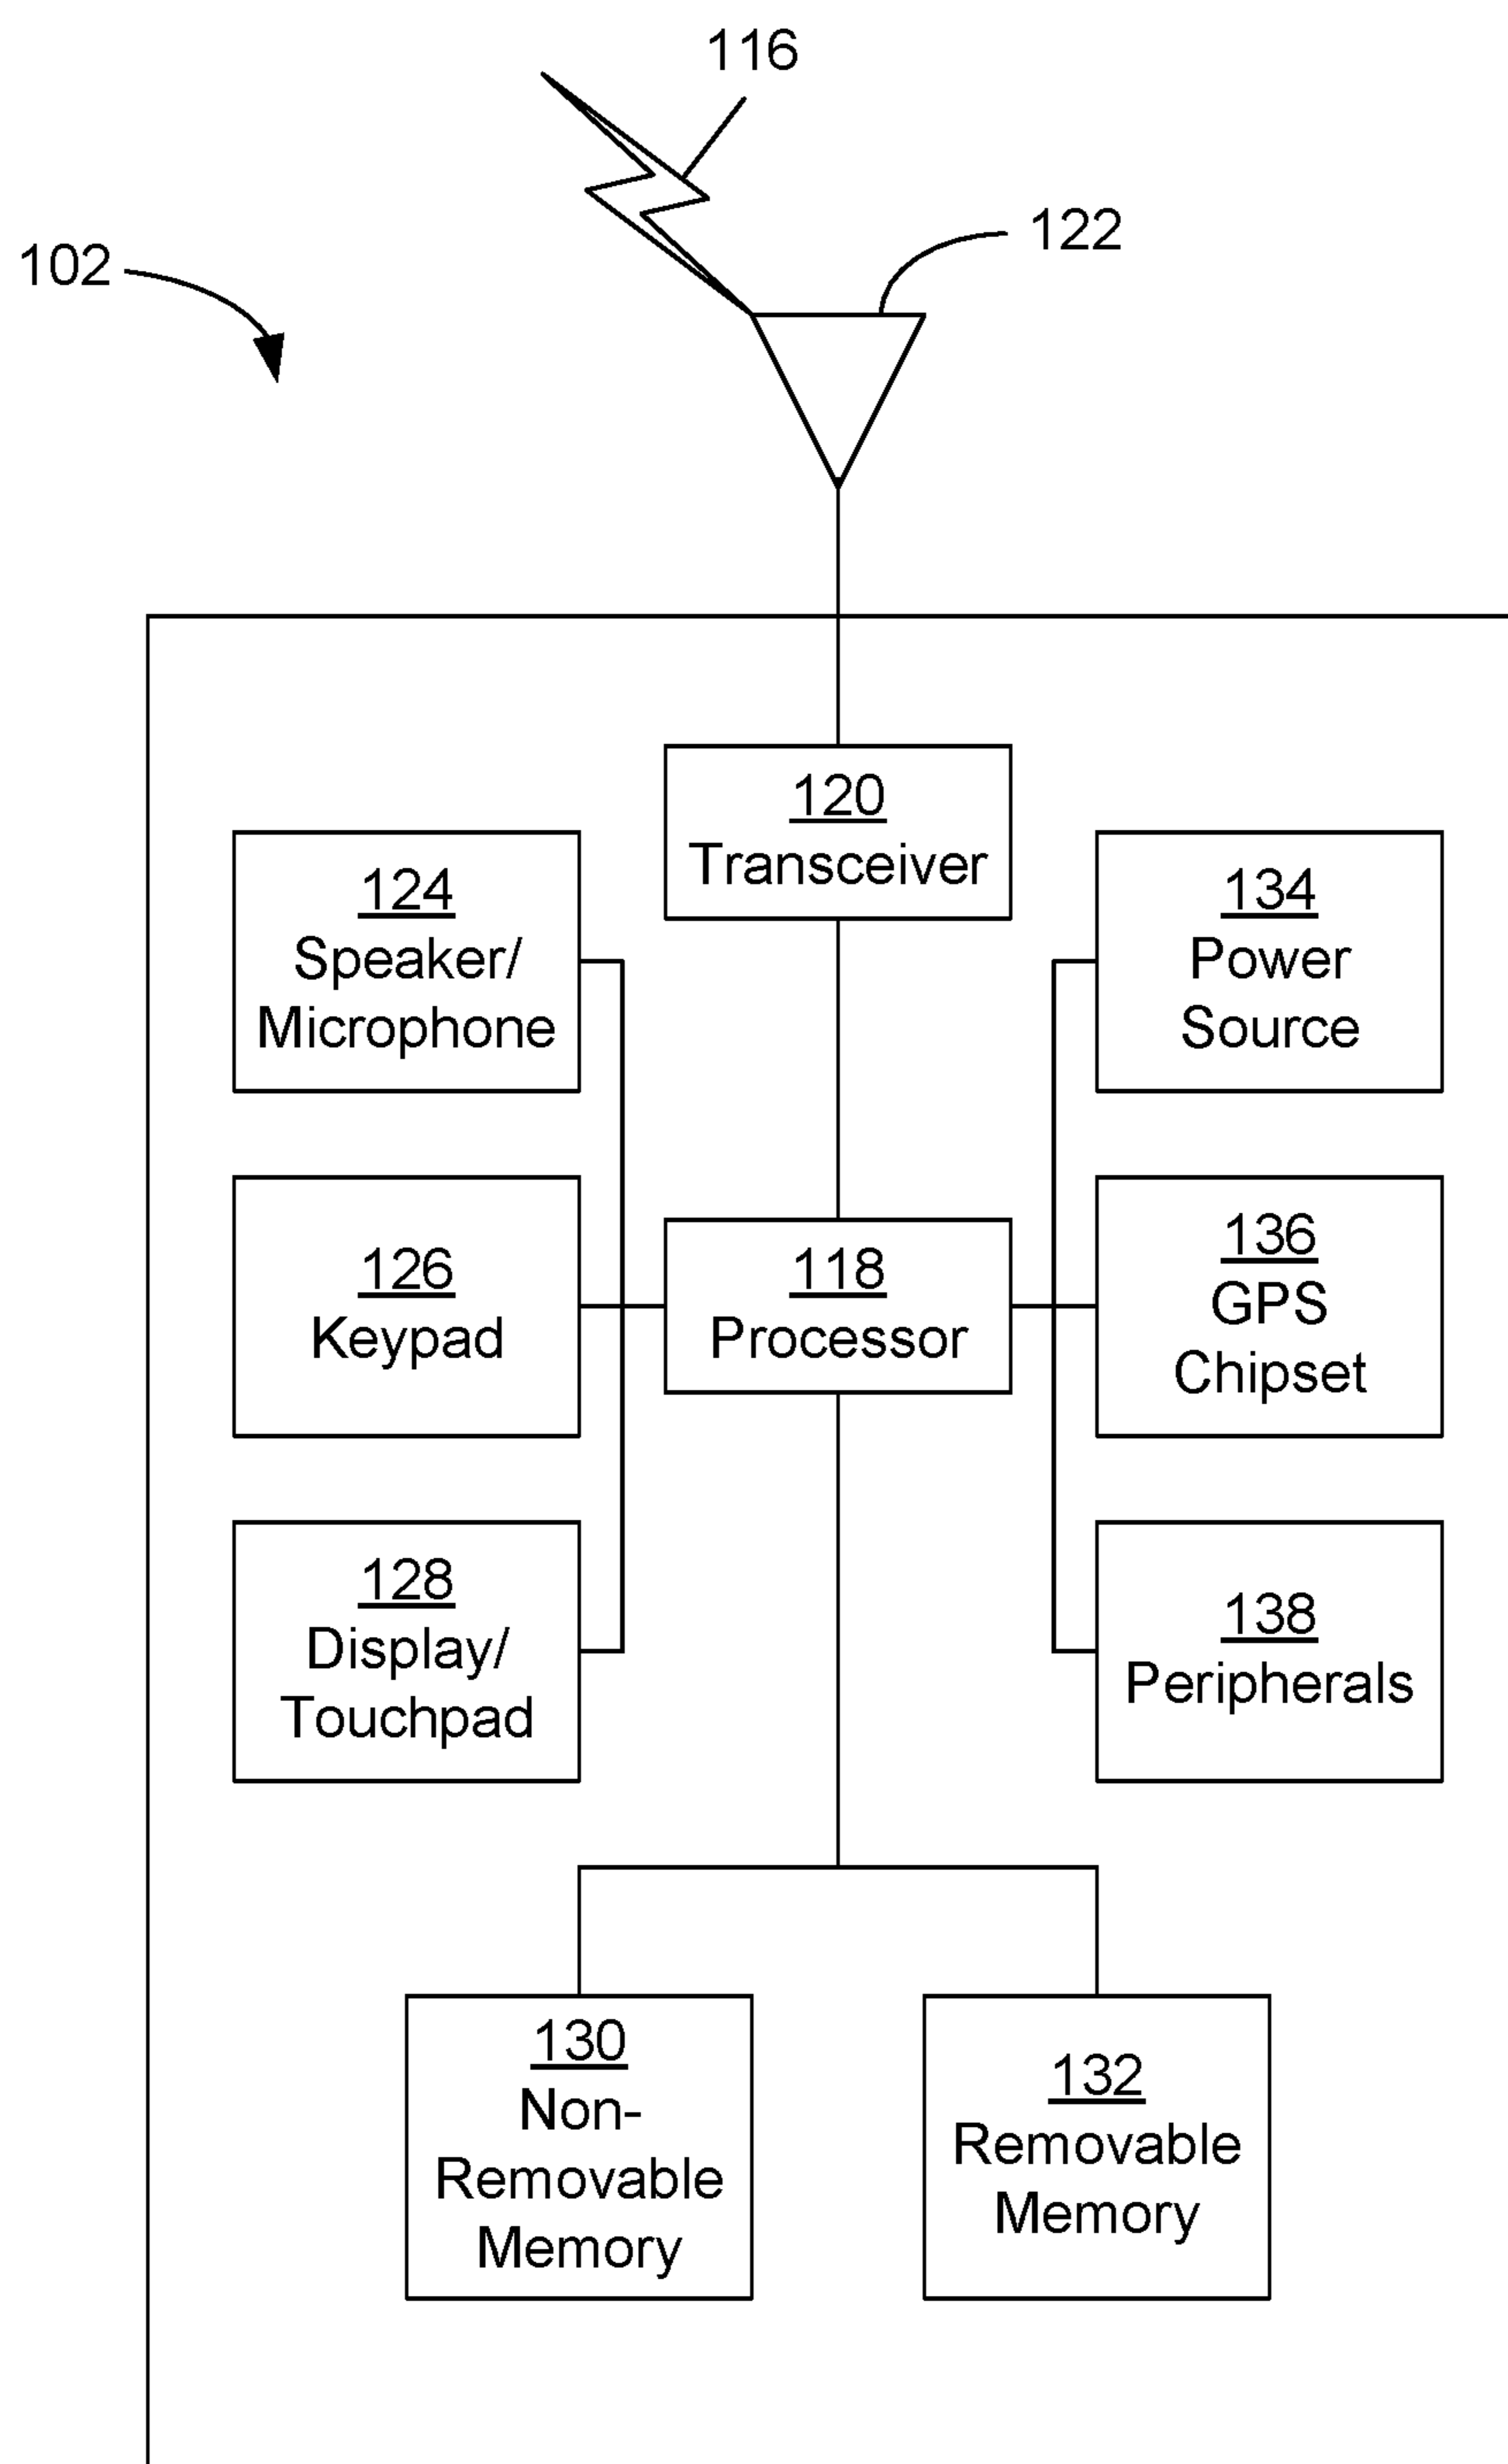 116
122
102
120
Transceiver
124
Speaker/
Microphone
134
Power
Source
126
Keypad
118
Processor
136
GPS
Chipset
128
Display/
Touchpad
138
Peripherals
130
Non-
Removable
Memory
132
Removable
Memory